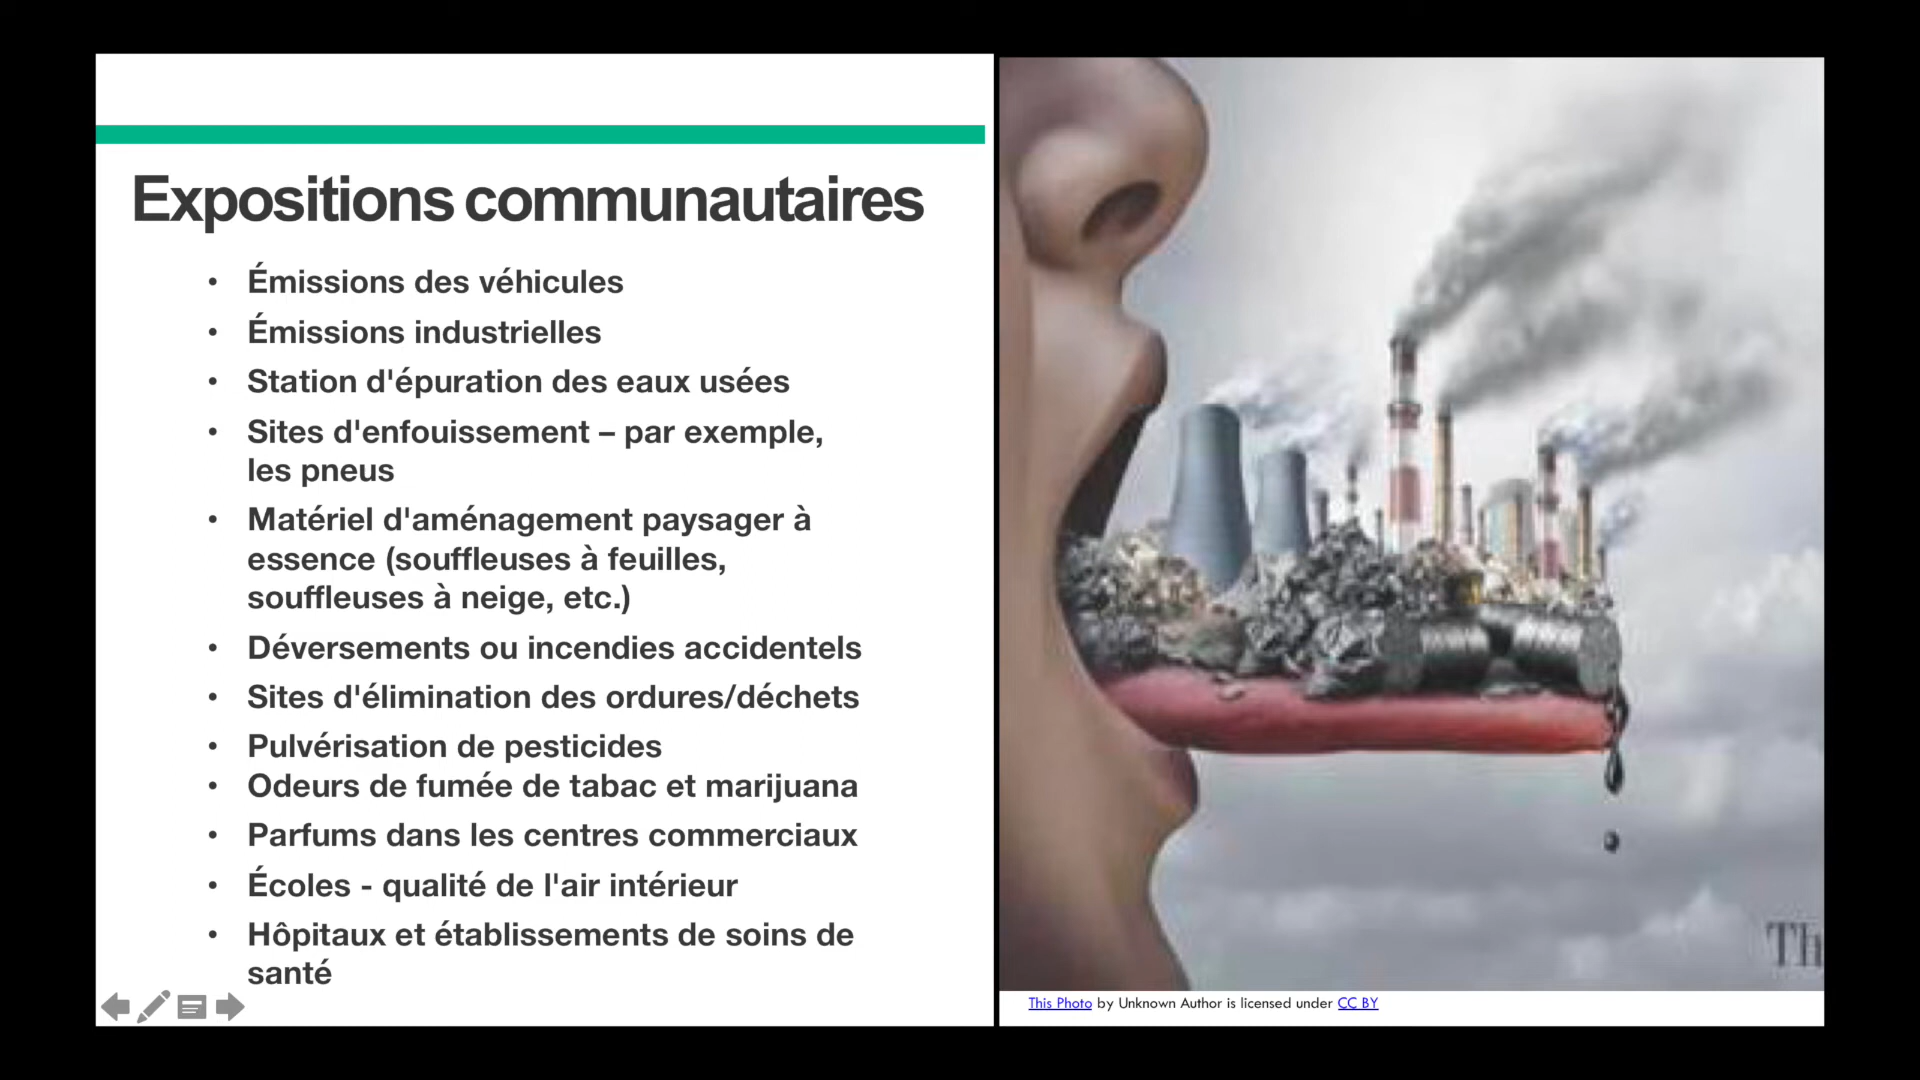 Expositions communautaires
• Émissions des véhicules
• Émissions industrielles
• Station d'épuration des eaux usées
• Sites d'enfouissement – par exemple,
les pneus
• Matériel d'aménagement paysager à
essence (souffleuses à feuilles,
souffleuses à neige, etc.)
• Déversements ou incendies accidentels
• Sites d'élimination des ordures/déchets
• Pulvérisation de pesticides
• Odeurs de fumée de tabac et marijuana
• Parfums dans les centres commerciaux
• Écoles - qualité de l'air intérieur
• Hôpitaux et établissements de soins de
santé
Th
This Photo by Unknown Author is licensed under CC BY